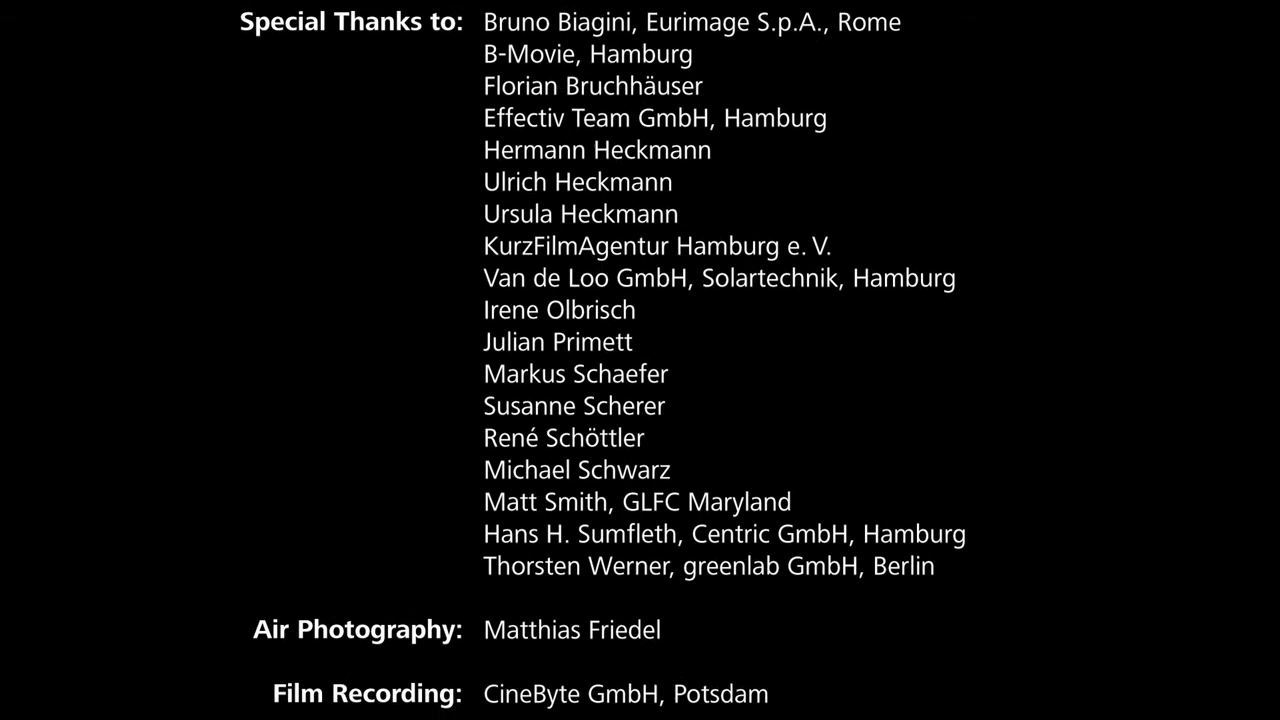 Special Thanks to: Bruno Biagini, Eurimage S.p.A., Rome
B-Movie, Hamburg
Florian Bruchhäuser
Effectiv Team GmbH, Hamburg
Hermann Heckmann
Ulrich Heckmann
Ursula Heckmann
KurzFilmAgentur Hamburg e. V.
Van de Loo GmbH, Solartechnik, Hamburg
Irene Olbrisch
Julian Primett
Markus Schaefer
Susanne Scherer
René Schöttler
Michael Schwarz
Matt Smith, GLFC Maryland
Hans H. Sumfleth, Centric GmbH, Hamburg
Thorsten Werner, greenlab GmbH, Berlin
Air Photography: Matthias Friedel
Film Recording: CineByte GmbH, Potsdam